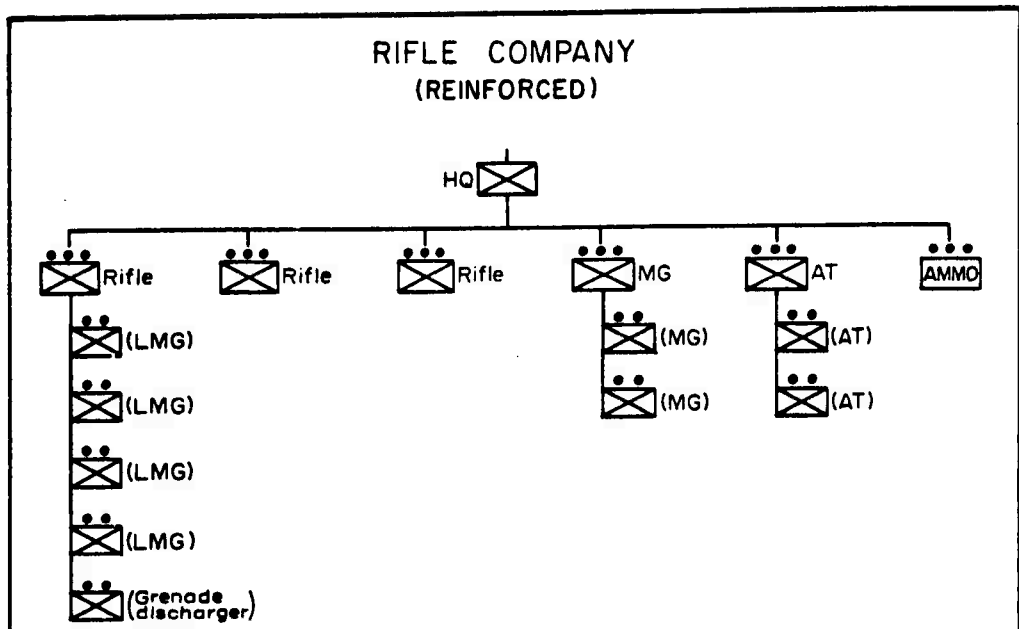 RIFLE COMPANY
(REINFORCED)
HQ
Rifle
Rifle
Rifle
MG
AT
AMMO
(LMG)
(MG)
(AT)
(LMG)
(MG)
(AT)
(LMG)
(LMG)
(Grenade
discharger)